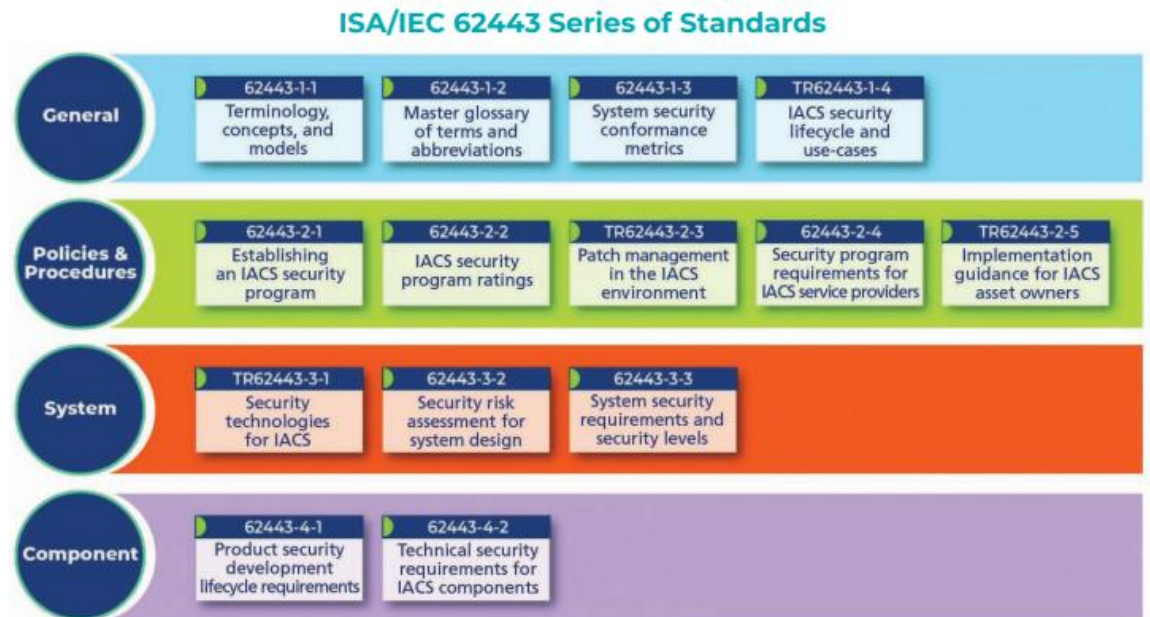 ISA/IEC 62443 Series of Standards
General
62443-1-1
Terminology,
concepts, and
models
62443-1-2
Master glossary
of terms and
abbreviations
62443-1-3
System security
conformance
metrics
TR62443-1-4
IACS security
lifecycle and
use-cases
Policies &
Procedures
62443-2-1
Establishing
an IACS security
program
62443-2-2
IACS security
program ratings
TR62443-2-3
Patch management
in the IACS
environment
62443-2-4
Security program
requirements for
IACS service providers
TR62443-2-5
Implementation
guidance for IACS
asset owners
System
TR62443-3-1
Security
technologies
for IACS
62443-3-2
Security risk
assessment for
system design
62443-3-3
System security
requirements and
security levels
Component
62443-4-1
Product security
development
lifecycle requirements
62443-4-2
Technical security
requirements for
IACS components